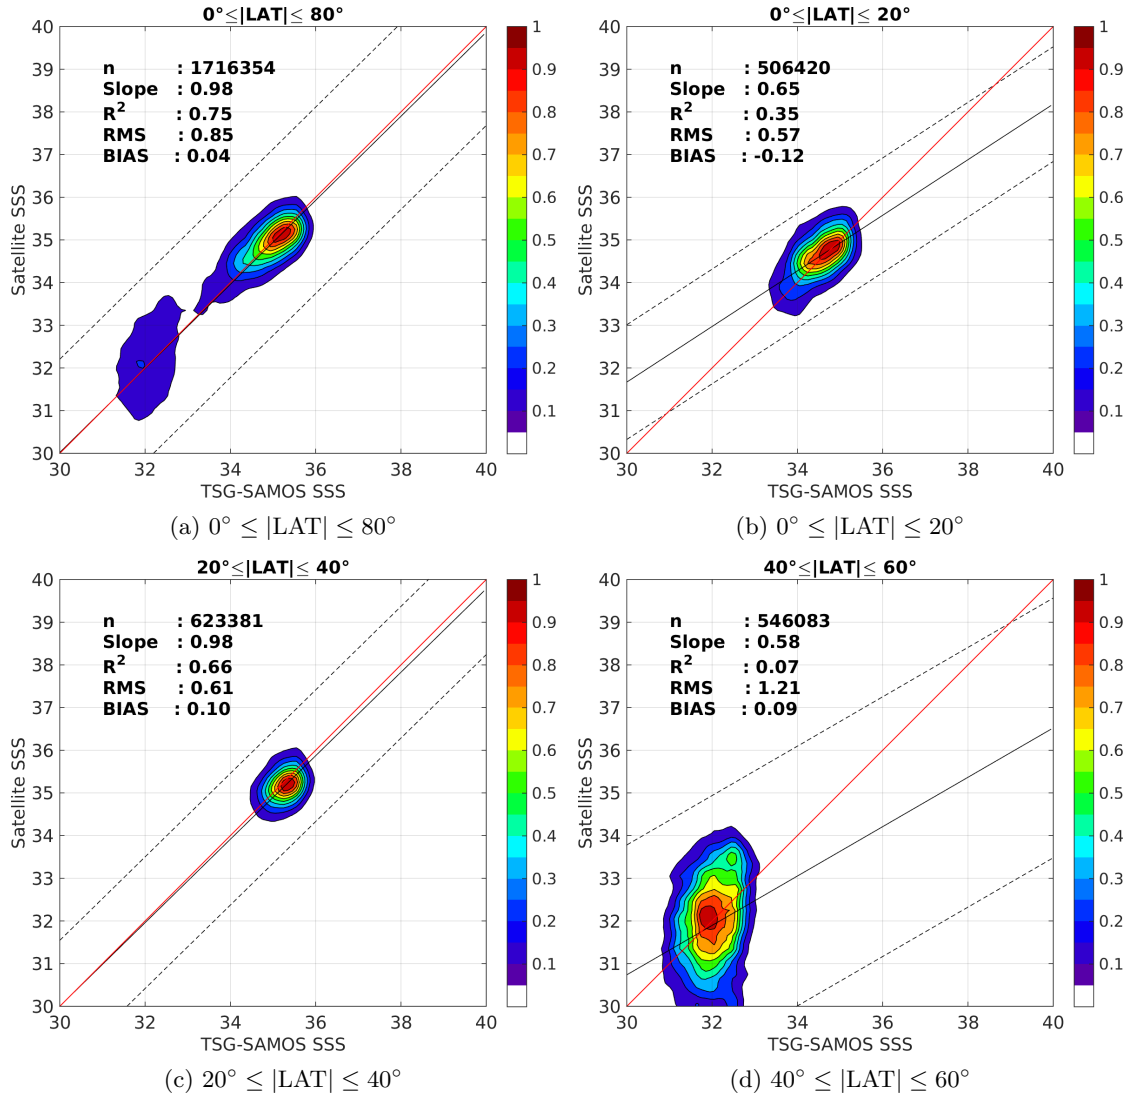 0°≤|LAT|≤ 80°
n : 1716354
Slope : 0.98
R² : 0.75
RMS : 0.85
BIAS : 0.04
Satellite SSS
40
39
38
37
36
35
34
33
32
31
30
30 32 34 36 38 40
TSG-SAMOS SSS
1
0.9
0.8
0.7
0.6
0.5
0.4
0.3
0.2
0.1
(a) 0° ≤ |LAT| ≤ 80°
0°≤|LAT|≤ 20°
n : 506420
Slope : 0.65
R² : 0.35
RMS : 0.57
BIAS : -0.12
Satellite SSS
40
39
38
37
36
35
34
33
32
31
30
30 32 34 36 38 40
TSG-SAMOS SSS
1
0.9
0.8
0.7
0.6
0.5
0.4
0.3
0.2
0.1
(b) 0° ≤ |LAT| ≤ 20°
20°≤|LAT|≤ 40°
n : 623381
Slope : 0.98
R² : 0.66
RMS : 0.61
BIAS : 0.10
Satellite SSS
40
39
38
37
36
35
34
33
32
31
30
30 32 34 36 38 40
TSG-SAMOS SSS
1
0.9
0.8
0.7
0.6
0.5
0.4
0.3
0.2
0.1
(c) 20° ≤ |LAT| ≤ 40°
40°≤|LAT|≤ 60°
n : 546083
Slope : 0.58
R² : 0.07
RMS : 1.21
BIAS : 0.09
Satellite SSS
40
39
38
37
36
35
34
33
32
31
30
30 32 34 36 38 40
TSG-SAMOS SSS
1
0.9
0.8
0.7
0.6
0.5
0.4
0.3
0.2
0.1
(d) 40° ≤ |LAT| ≤ 60°